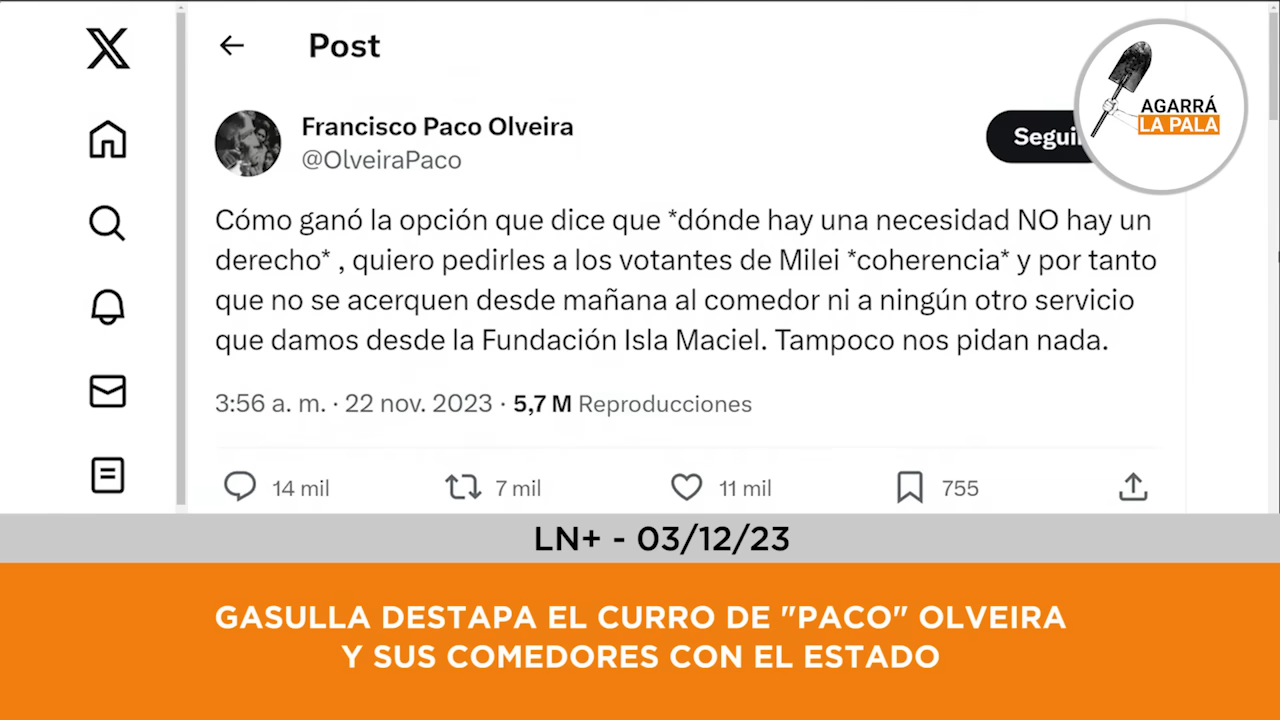 Post
Francisco Paco Olveira
@OlveiraPaco
AGARRÁ
LA PALA
Cómo ganó la opción que dice que *dónde hay una necesidad NO hay un
derecho* , quiero pedirles a los votantes de Milei *coherencia* y por tanto
que no se acerquen desde mañana al comedor ni a ningún otro servicio
que damos desde la Fundación Isla Maciel. Tampoco nos pidan nada.
3:56 a. m. · 22 nov. 2023 · 5,7 M Reproducciones
14 mil 7 mil 11 mil 755
LN+ - 03/12/23
GASULLA DESTAPA EL CURRO DE "PACO" OLVEIRA
Y SUS COMEDORES CON EL ESTADO